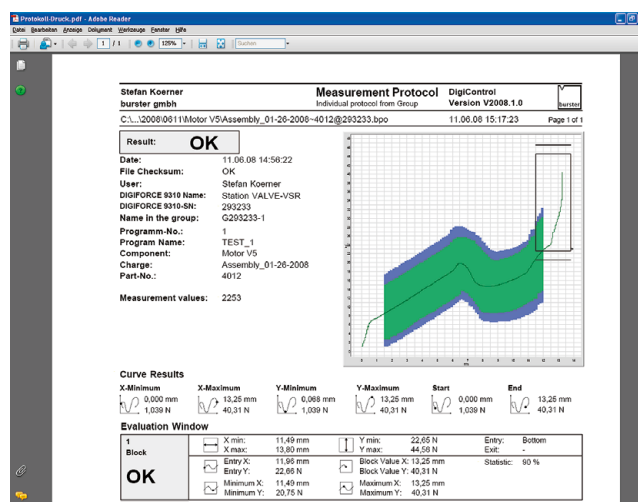 Protokoll-Druck.pdf - Adobe Reader
Datei Bearbeiten Anzeige Dokument Werkzeuge Fenster Hilfe
1 / 1 125% Suchen
Stefan Koerner Measurement Protocol DigiControl
burster gmbh Individual protocol from Group Version V2008.1.0 burster
C:\...\2008\0611\Motor V5\Assembly_01-26-2008~4012@293233.bpo 11.06.08 15:17:23 Page 1 of 1
Result: OK
Date: 11.06.08 14:56:22
File Checksum: OK
User: Stefan Koerner
DIGIFORCE 9310 Name: Station VALVE-VSR
DIGIFORCE 9310-SN: 293233
Name in the group: G293233-1
Programm-No.: 1
Program Name: TEST_1
Component: Motor V5
Charge: Assembly_01-26-2008
Part-No.: 4012
Measurement values: 2253
Curve Results
X-Minimum X-Maximum Y-Minimum Y-Maximum Start End
0,000 mm 13,25 mm 0,068 mm 13,25 mm 0,000 mm 13,25 mm
1,039 N 40,31 N 1,039 N 40,31 N 1,039 N 40,31 N
Evaluation Window
1 X min: 11,49 mm Y min: 22,65 N Entry: Bottom
Block X max: 13,80 mm Y max: 44,56 N Exit: -
OK Entry X: 11,96 mm Block Value X: 13,25 mm Statistic: 90 %
Entry Y: 22,66 N Block Value Y: 40,31 N
Minimum X: 11,49 mm Maximum X: 13,25 mm
Minimum Y: 20,75 N Maximum Y: 40,31 N